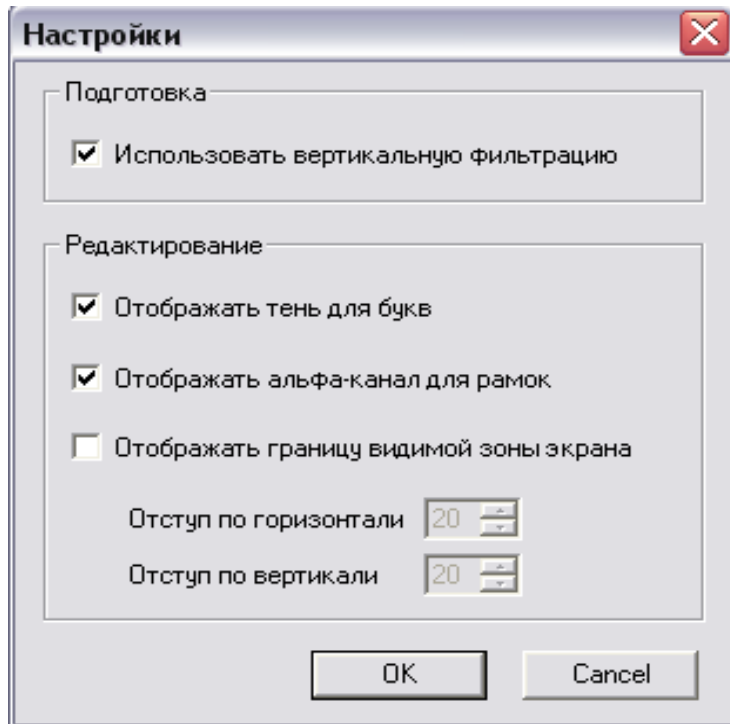 Настройки
Подготовка
Использовать вертикальную фильтрацию
Редактирование
Отображать тень для букв
Отображать альфа-канал для рамок
Отображать границу видимой зоны экрана
Отступ по горизонтали 20
Отступ по вертикали 20
OK Cancel